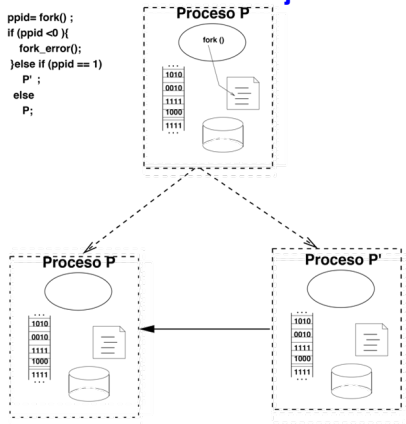 ppid= fork() ;
if (ppid <0 ){
fork_error();
}else if (ppid == 1)
P' ;
else
P;
Proceso P
fork ()
...
1010
0010
1111
1000
1111
...
Proceso P
...
1010
0010
1111
1000
1111
...
Proceso P'
...
1010
0010
1111
1000
1111
...